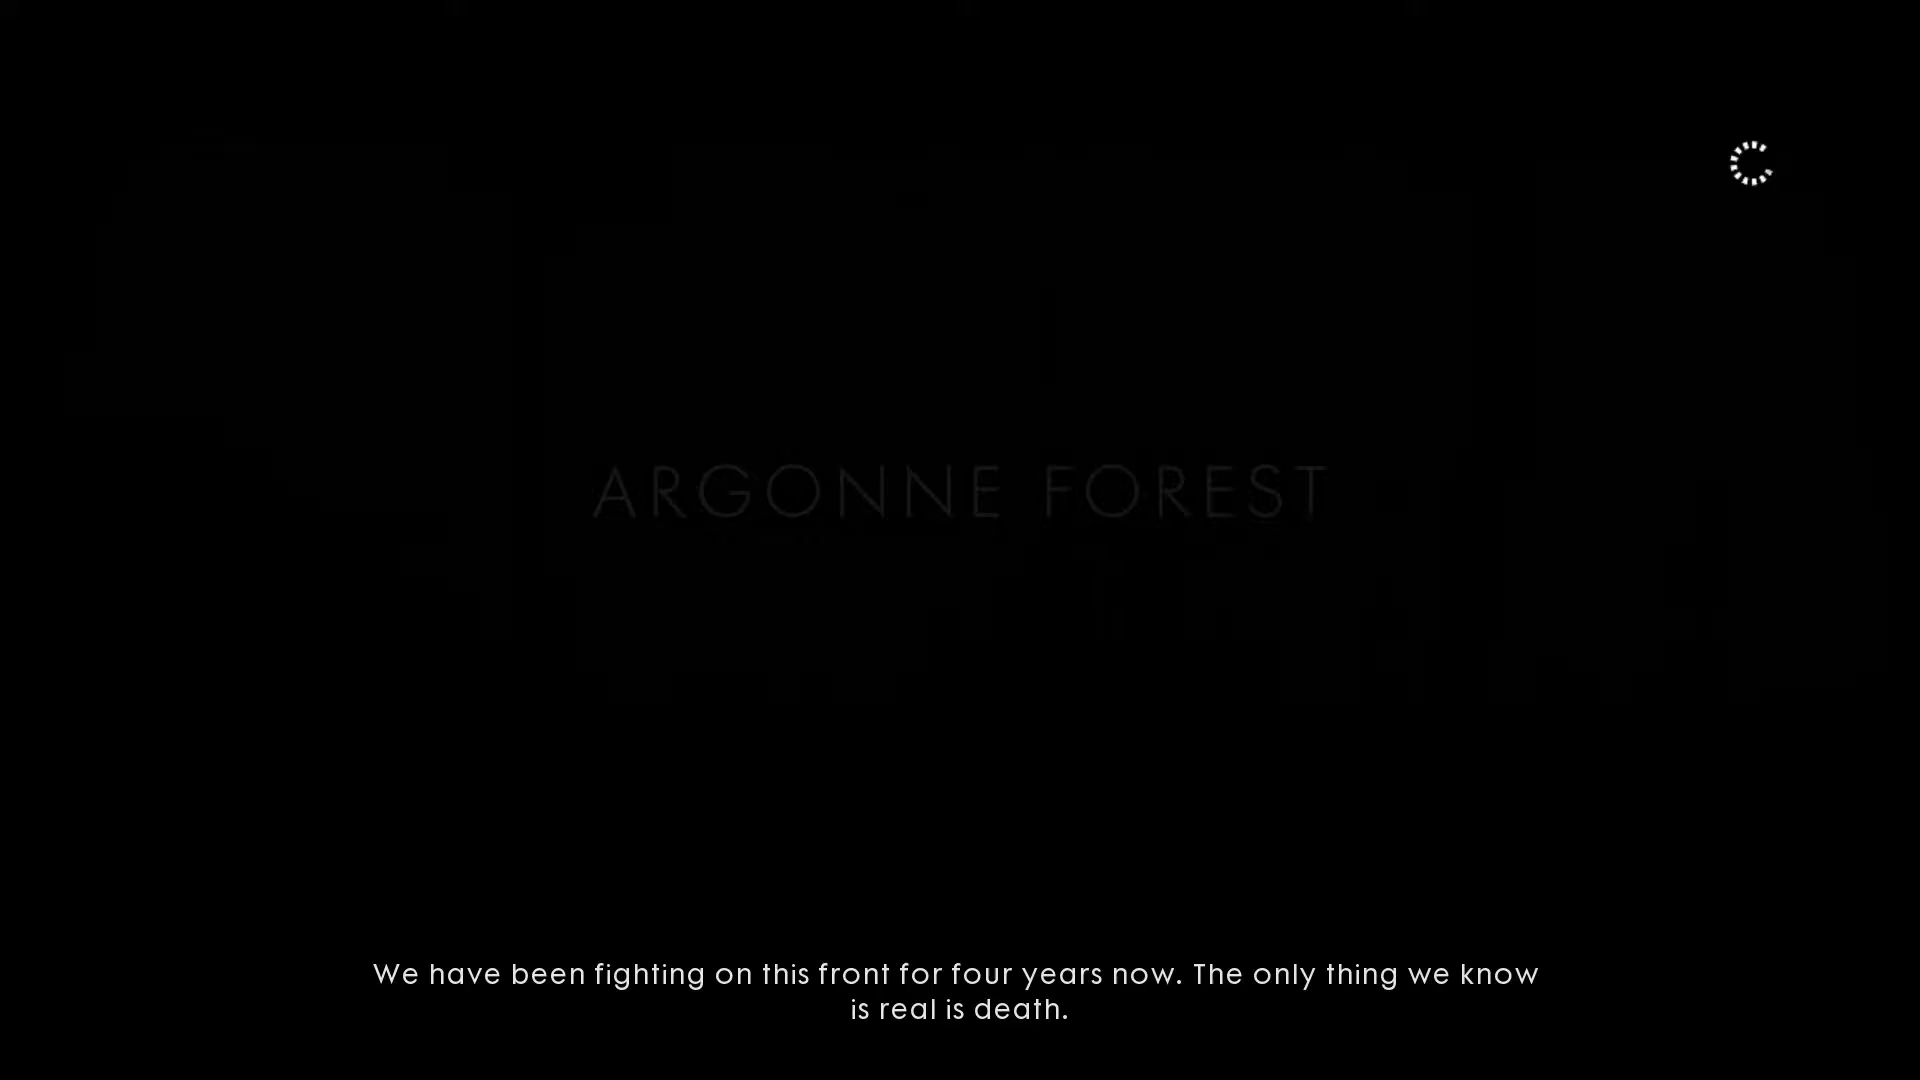 ARGONNE FOREST
We have been fighting on this front for four years now. The only thing we know
is real is death.